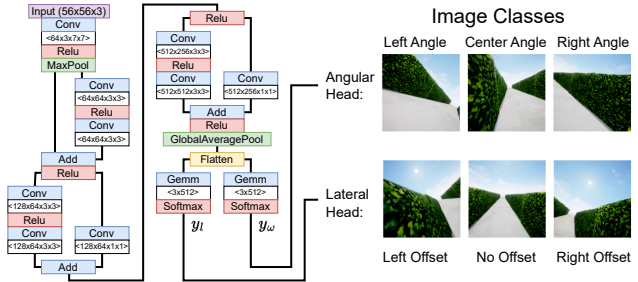 Input (56x56x3)
Conv
<64x3x7x7>
Relu
MaxPool
Conv
<64x64x3x3>
Relu
Conv
<64x64x3x3>
Add
Relu
Conv
<128x64x3x3>
Relu
Conv
<128x64x3x3>
Conv
<128x64x1x1>
Add
Relu
Conv
<512x256x3x3>
Relu
Conv
<512x512x3x3>
Conv
<512x256x1x1>
Add
Relu
GlobalAveragePool
Flatten
Gemm
<3x512>
Softmax
Gemm
<3x512>
Softmax
y_l
y_ω
Image Classes
Left Angle Center Angle Right Angle
Angular
Head:
Lateral
Head:
Left Offset No Offset Right Offset